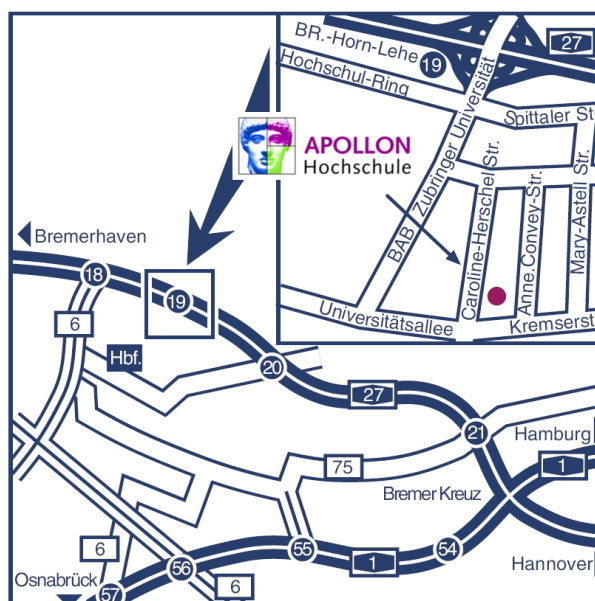 BR.-Horn-Lehe
19
27
Hochschul-Ring
BAB Zubringer Universität
Spittaler St
APOLLON
Hochschule
Caroline-Herschel Str.
Anne.Convey-Str.
Mary-Astell Str.
Universitätsallee
Kremserst
Bremerhaven
18
19
6
Hbf.
20
27
21
Hamburg
75
1
Bremer Kreuz
6
55
54
56
1
Hannover
Osnabrück
57
6